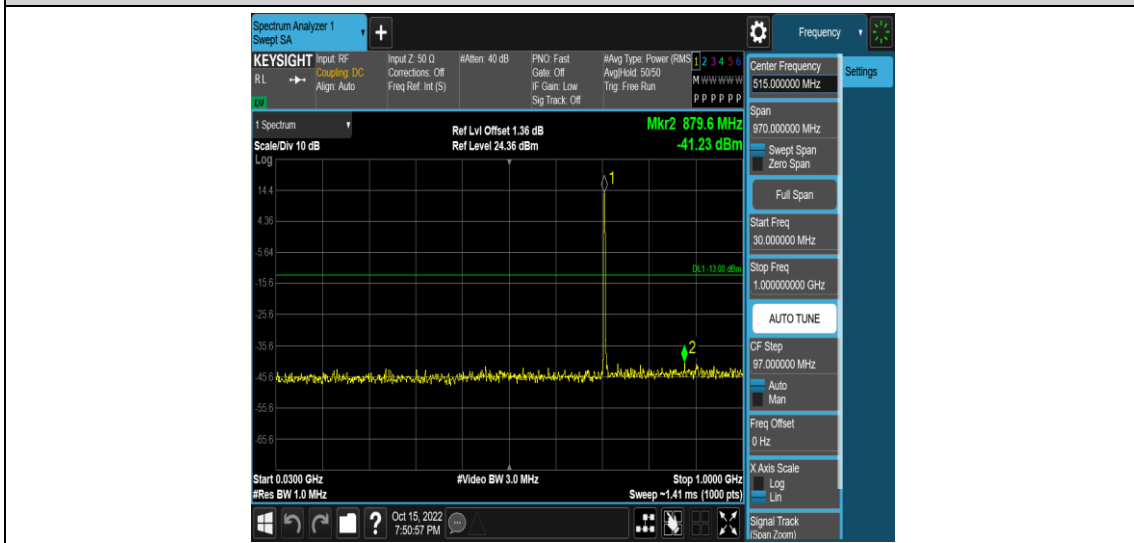 Spectrum Analyzer 1
Swept SA
+
Frequency
KEYSIGHT
RL
Input: RF
Coupling: DC
Align: Auto
Input Z: 50 Ω
Corrections: Off
Freq Ref: Int (S)
#Atten: 40 dB
PNO: Fast
Gate: Off
IF Gain: Low
Sig Track: Off
#Avg Type: Power (RMS
Avg|Hold: 50/50
Trig: Free Run
1 2 3 4 5 6
M W W W W W
P P P P P P
1 Spectrum
Scale/Div 10 dB
Log
Ref Lvl Offset 1.36 dB
Ref Level 24.36 dBm
Mkr2 879.6 MHz
-41.23 dBm
1
14.4
4.36
-5.64
DL1 -13.00 dBm
-15.6
-25.6
-35.6
2
-45.6
-55.6
-65.6
Start 0.0300 GHz
#Res BW 1.0 MHz
#Video BW 3.0 MHz
Stop 1.0000 GHz
Sweep ~1.41 ms (1000 pts)
Center Frequency
515.000000 MHz
Settings
Span
970.000000 MHz
Swept Span
Zero Span
Full Span
Start Freq
30.000000 MHz
Stop Freq
1.000000000 GHz
AUTO TUNE
CF Step
97.000000 MHz
Auto
Man
Freq Offset
0 Hz
X Axis Scale
Log
Lin
Signal Track
(Span Zoom)
?
Oct 15, 2022
7:50:57 PM